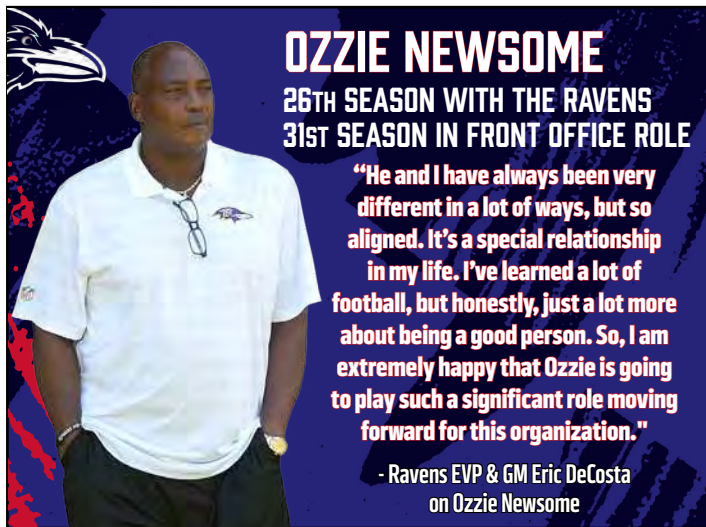 OZZIE NEWSOME
26TH SEASON WITH THE RAVENS
31ST SEASON IN FRONT OFFICE ROLE
“He and I have always been very
different in a lot of ways, but so
aligned. It’s a special relationship
in my life. I’ve learned a lot of
football, but honestly, just a lot more
about being a good person. So, I am
extremely happy that Ozzie is going
to play such a significant role moving
forward for this organization."
- Ravens EVP & GM Eric DeCosta
on Ozzie Newsome